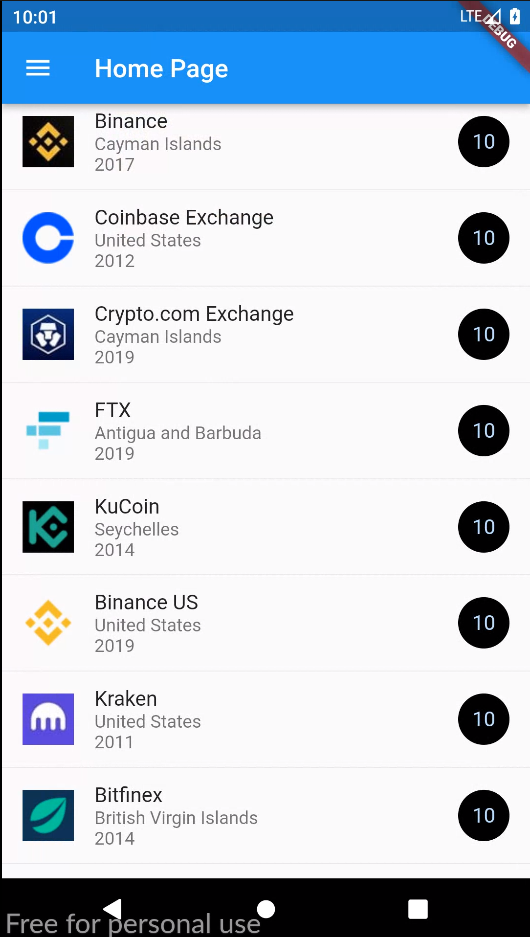 10:01
LTE
DEBUG
Home Page
Binance
Cayman Islands
2017
10
Coinbase Exchange
United States
2012
10
Crypto.com Exchange
Cayman Islands
2019
10
FTX
Antigua and Barbuda
2019
10
KuCoin
Seychelles
2014
10
Binance US
United States
2019
10
Kraken
United States
2011
10
Bitfinex
British Virgin Islands
2014
10
Free for personal use